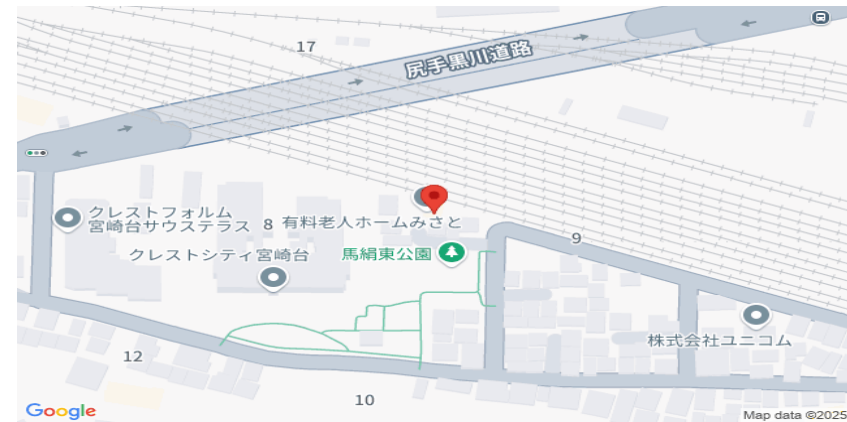 17
尻手黒川道路
クレストフォルム
宮崎台サウステラス
8
有料老人ホームみさと
9
馬絹東公園
クレストシティ宮崎台
株式会社ユニコム
12
10
Google
Map data ©2025